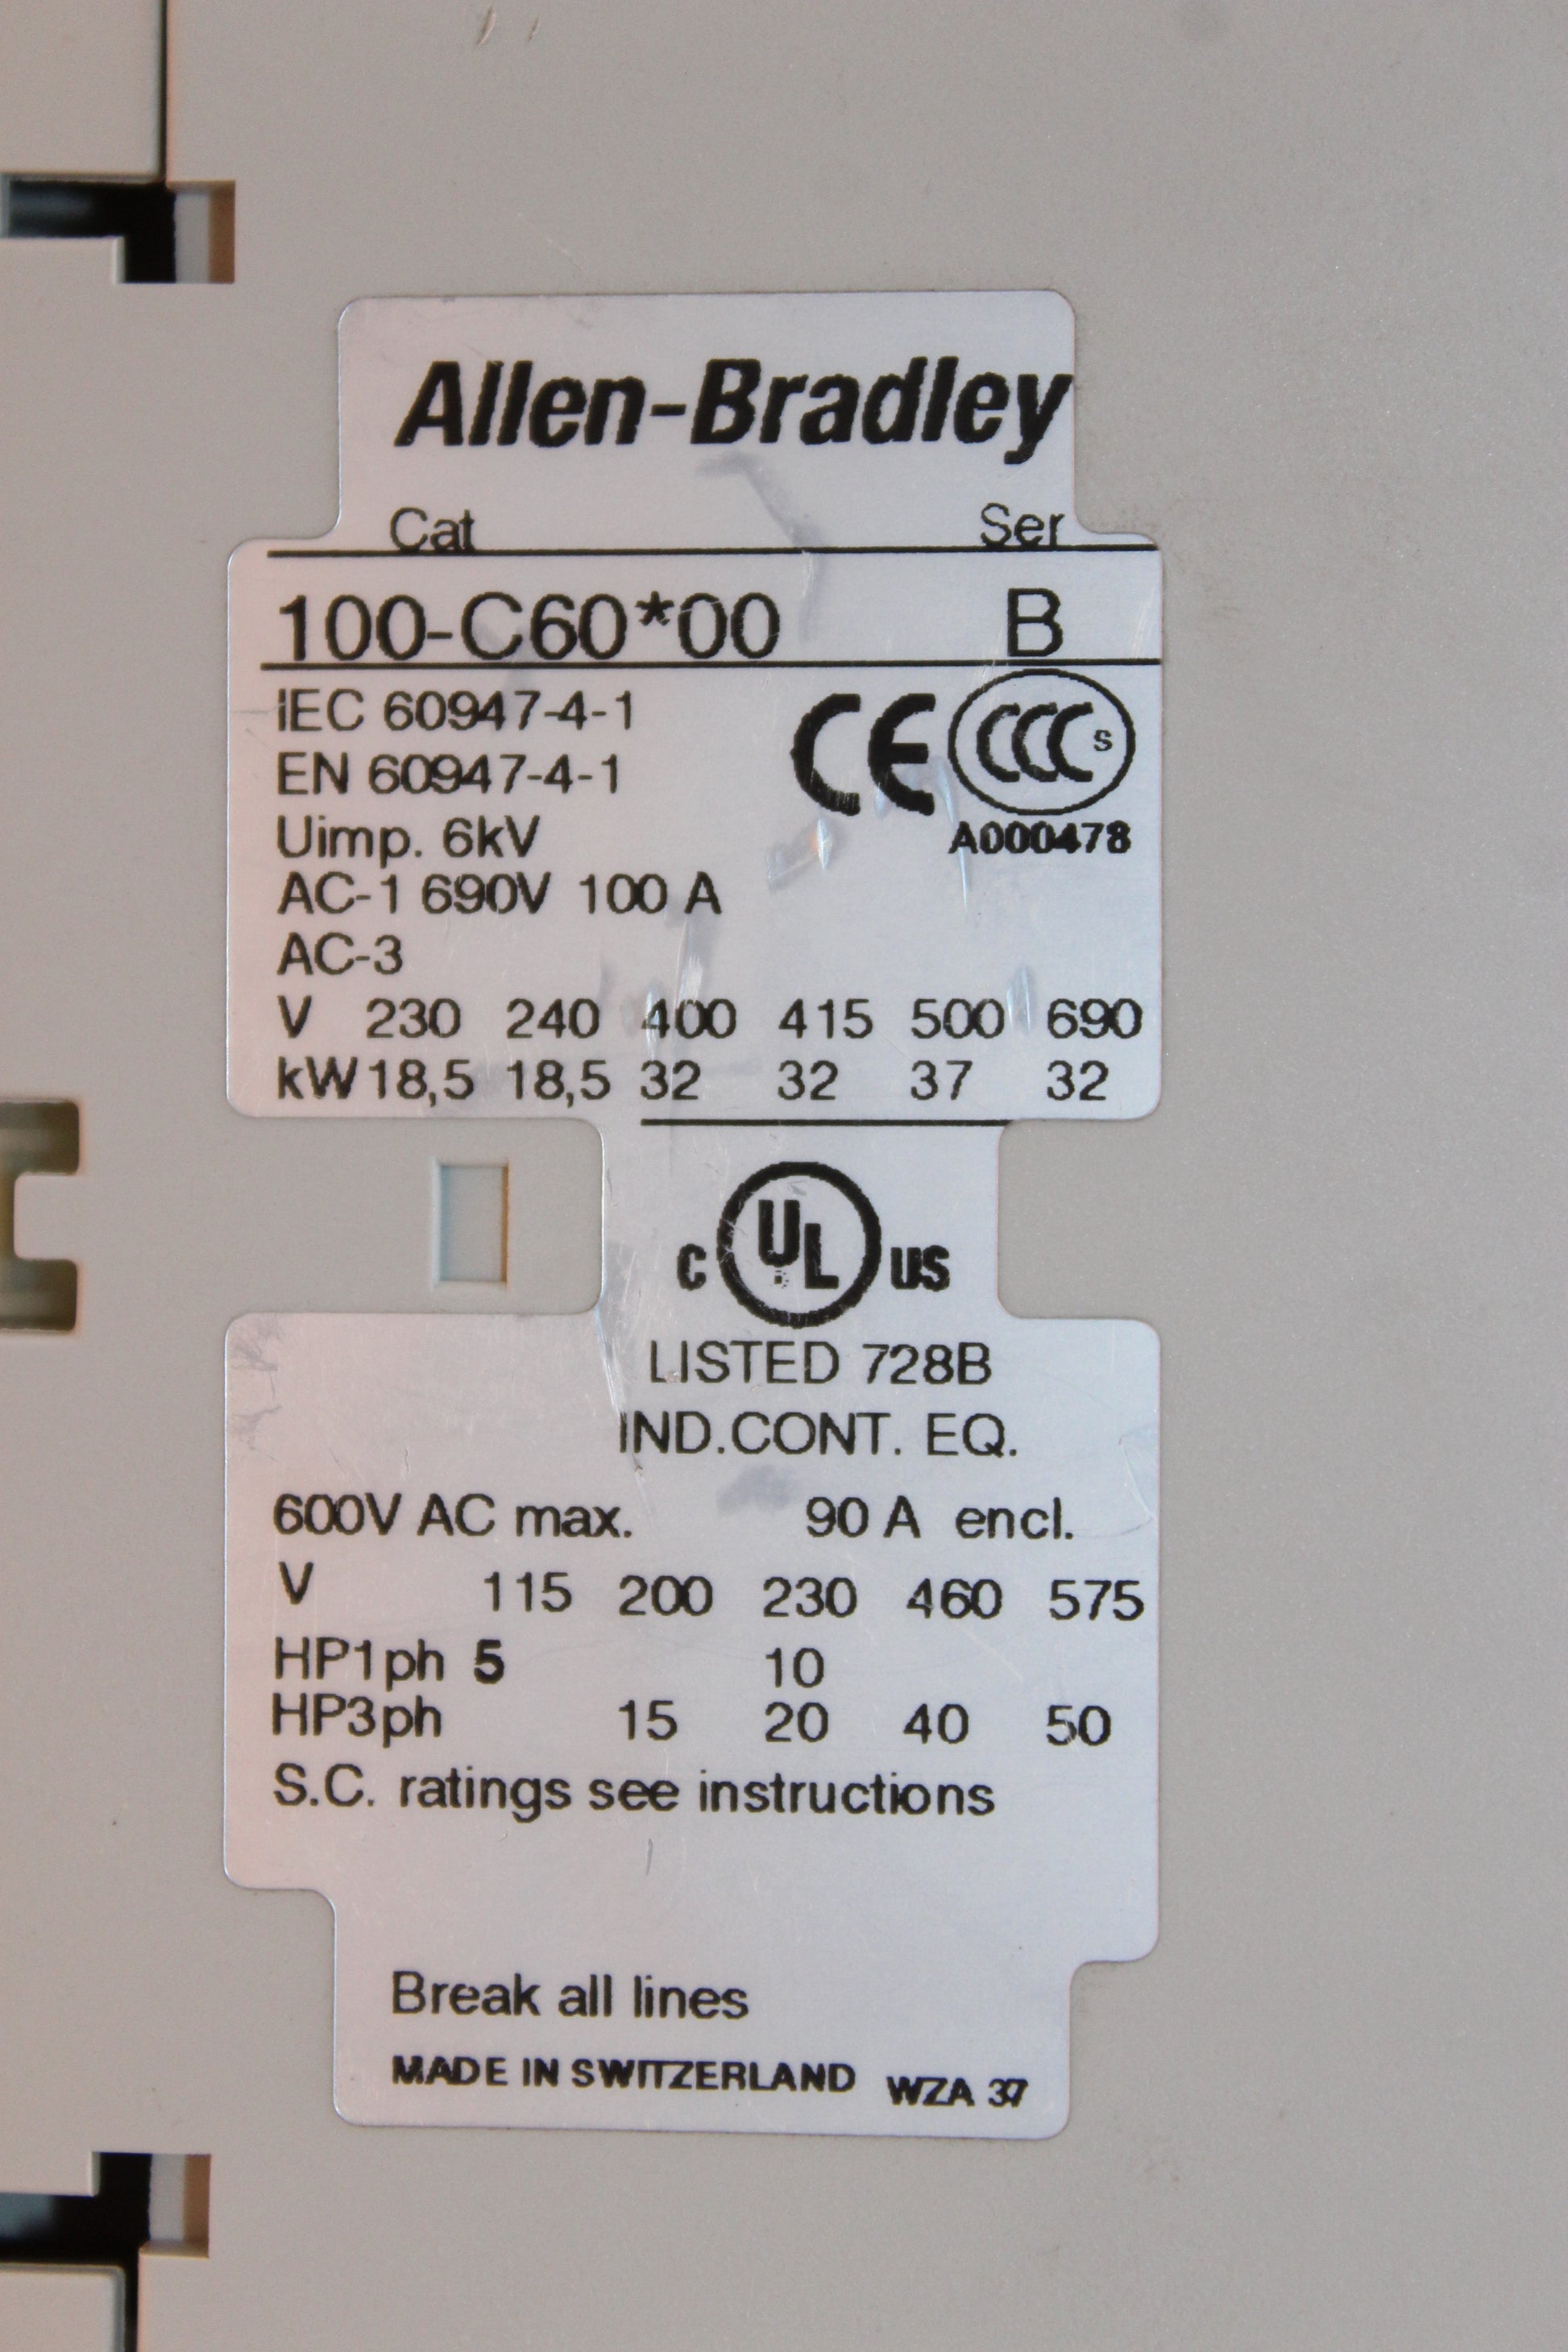 Allen-Bradley
Cat Ser
100-C60*00 B
IEC 60947-4-1
EN 60947-4-1
CE CCC S
Uimp. 6kV
A000478
AC-1 690V 100 A
AC-3
V 230 240 400 415 500 690
kW 18,5 18,5 32 32 37 32
C UL US
LISTED 728B
IND.CONT. EQ.
600V AC max. 90 A encl.
V 115 200 230 460 575
HP1ph 5 10
HP3ph 15 20 40 50
S.C. ratings see instructions
Break all lines
MADE IN SWITZERLAND WZA 37